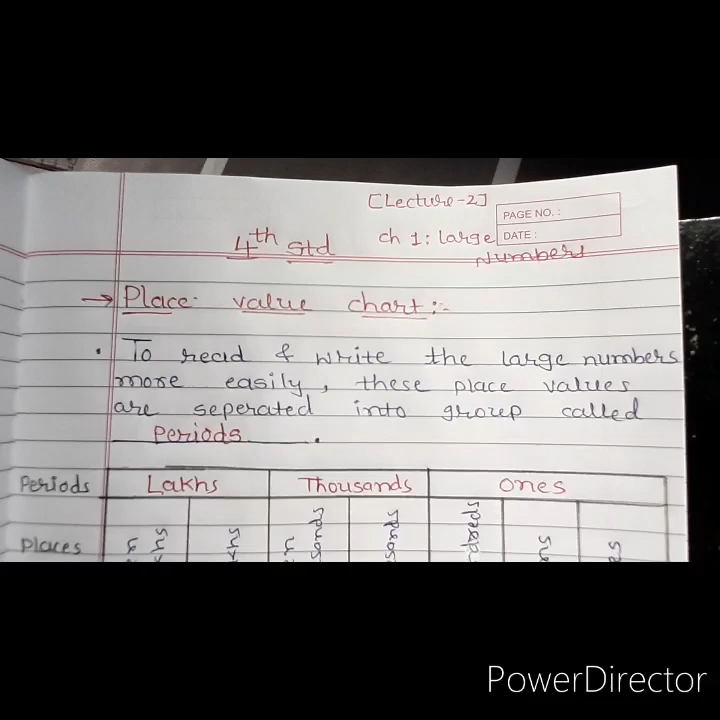 [Lecture-2]
PAGE NO. :
DATE :
4th std
ch 1: large
Numbers
→ Place value chart :-
• To read & write the large numbers
more easily, these place values
are seperated into group called
Periods.
Periods Lakhs Thousands Ones
Places
PowerDirector